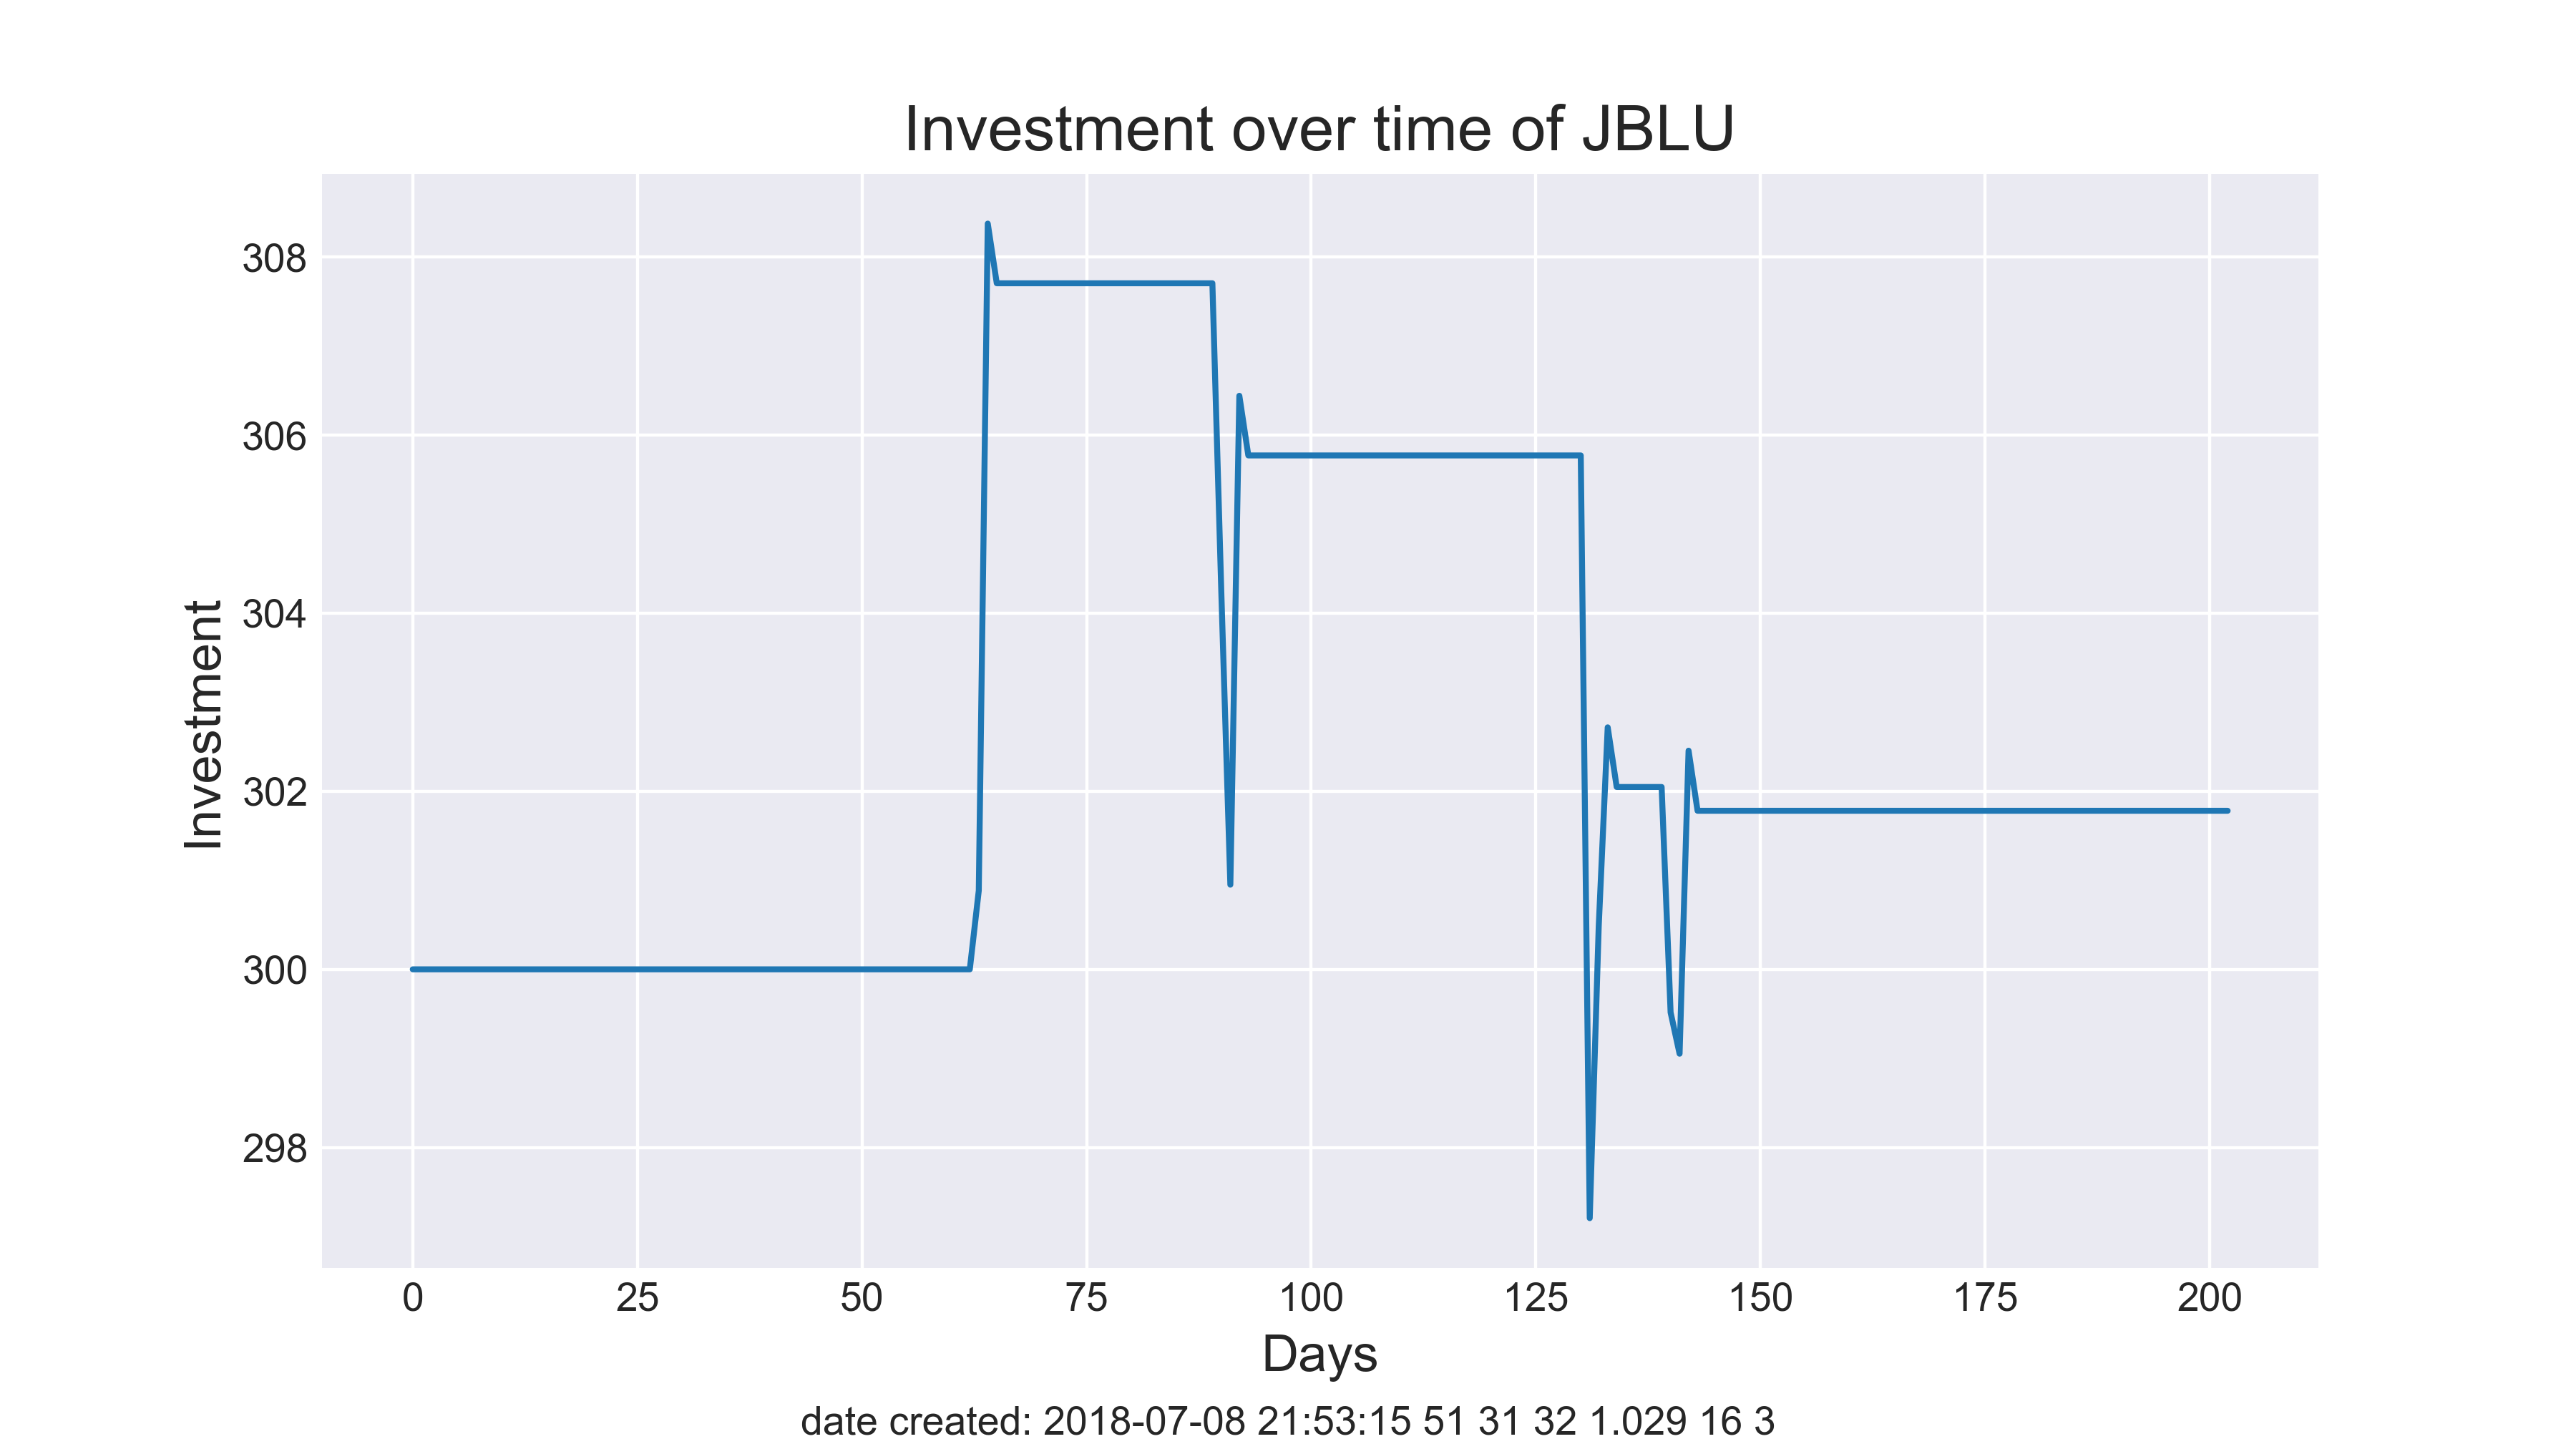 Investment over time of JBLU
Investment
308
306
304
302
300
298
0 25 50 75 100 125 150 175 200
Days
date created: 2018-07-08 21:53:15 51 31 32 1.029 16 3